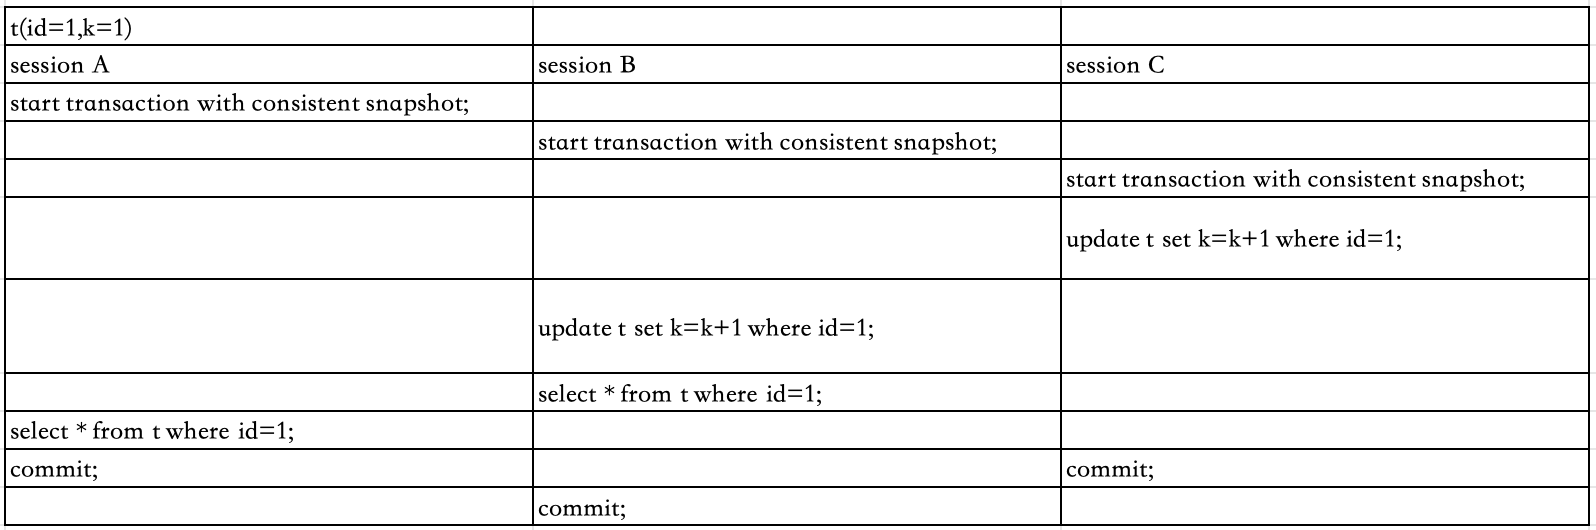 t(id=1,k=1)
session A session B session C
start transaction with consistent snapshot;
start transaction with consistent snapshot;
start transaction with consistent snapshot;
update t set k=k+1 where id=1;
update t set k=k+1 where id=1;
select * from t where id=1;
select * from t where id=1;
commit; commit;
commit;